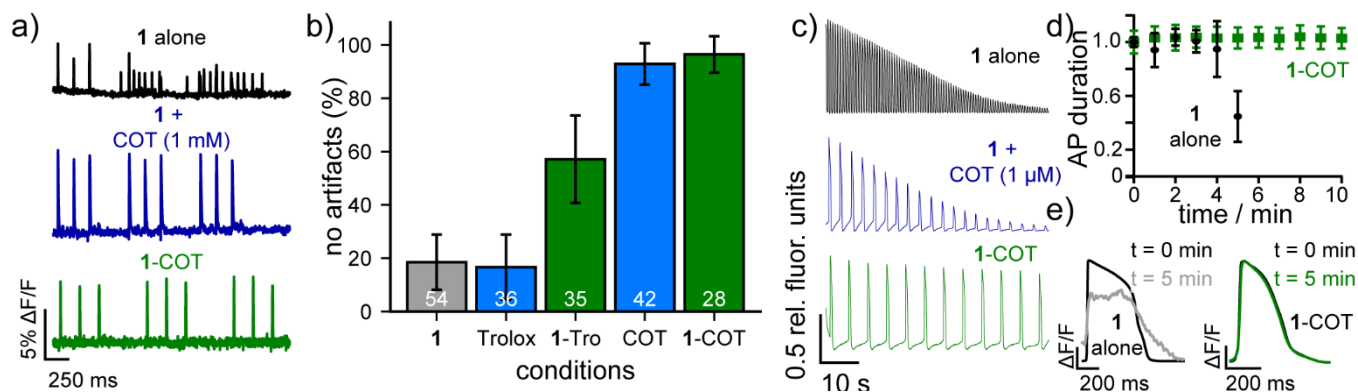 a)
1 alone
1 +
COT (1 mM)
1-COT
5% ΔF/F
250 ms
b)
no artifacts (%)
100
80
60
40
20
0
54
36
35
42
28
1
Trolox
1-Tro
COT
1-COT
conditions
c)
1 alone
1 +
COT (1 µM)
1-COT
0.5 rel. fluor. units
10 s
d)
AP duration
1.0
0.6
0.4
0.2
0
1-COT
1
alone
0 2 4 6 8 10
time / min
e)
t = 0 min
t = 5 min
1
alone
ΔF/F
200 ms
t = 0 min
t = 5 min
1-COT
ΔF/F
200 ms